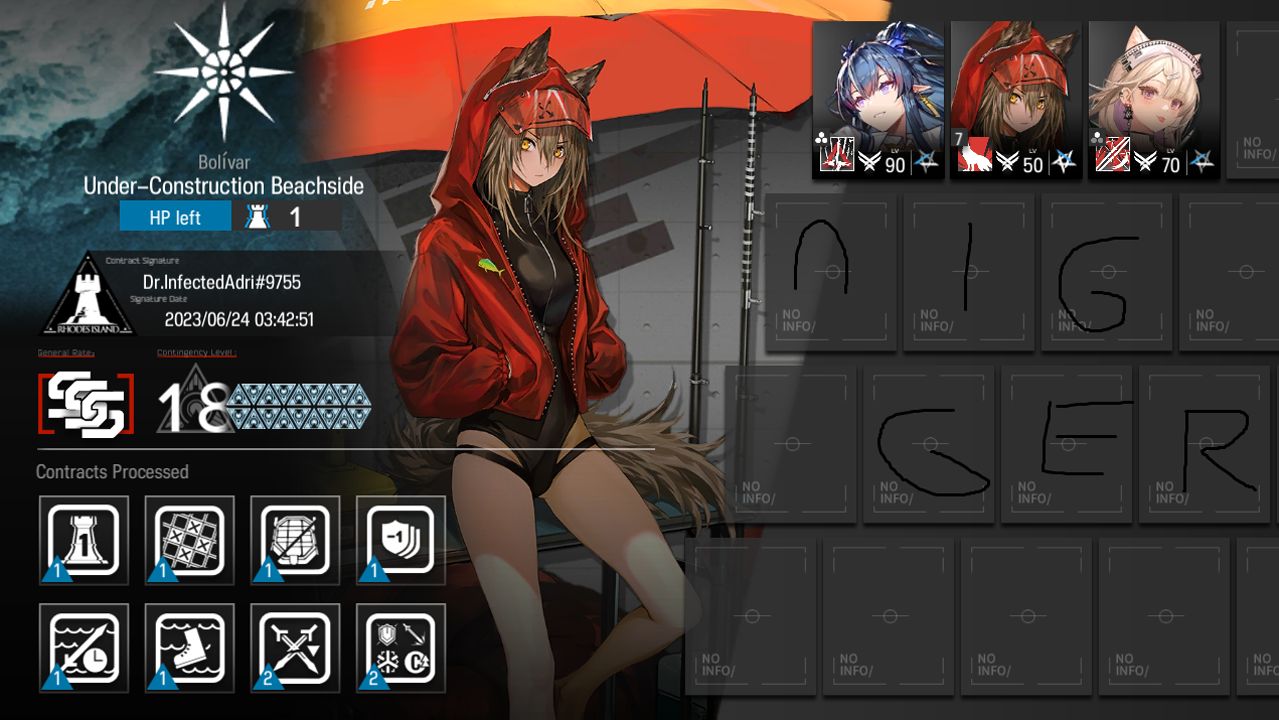 Bolívar
Under-Construction Beachside
HP left 1
Contract Signature
Dr.InfectedAdri#9755
Signature Date
2023/06/24 03:42:51
RHODES ISLAND
General Rate:
Contingency Level:
SSS
18
Contracts Processed
1
1 1 1 -1 1
1 1 2 2 C
LV 90
7 LV 50
LV 70
NO INFO/
N I G
NO INFO/ NO INFO/ NO INFO/ NO INFO/
G E R
NO INFO/ NO INFO/ NO INFO/ NO INFO/
NO INFO/ NO INFO/ NO INFO/ NO INFO/ NO INFO/